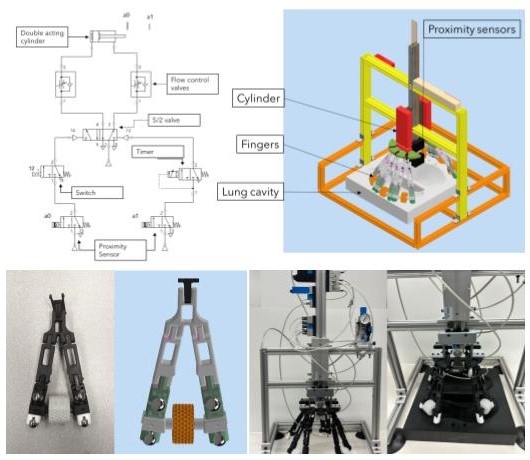 a0
a1
Double acting
cylinder
Flow control
valves
5/2 valve
Timer
Switch
a0
a1
Proximity
Sensor
Proximity sensors
Cylinder
Fingers
Lung cavity